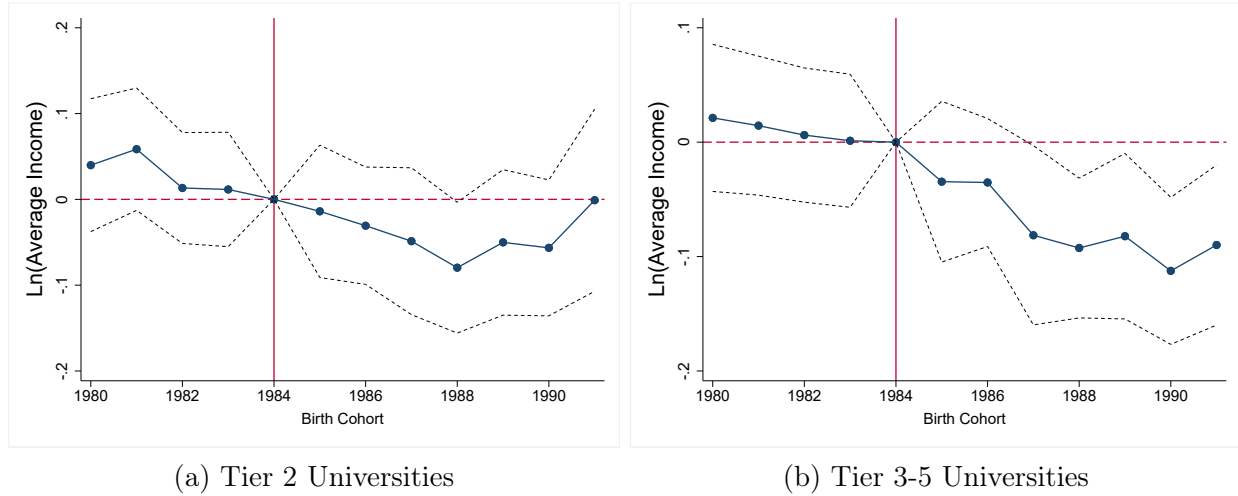 Ln(Average Income)
.2
.1
0
-.1
-.2
1980 1982 1984 1986 1988 1990
Birth Cohort
(a) Tier 2 Universities
Ln(Average Income)
.1
0
-.1
-.2
1980 1982 1984 1986 1988 1990
Birth Cohort
(b) Tier 3-5 Universities